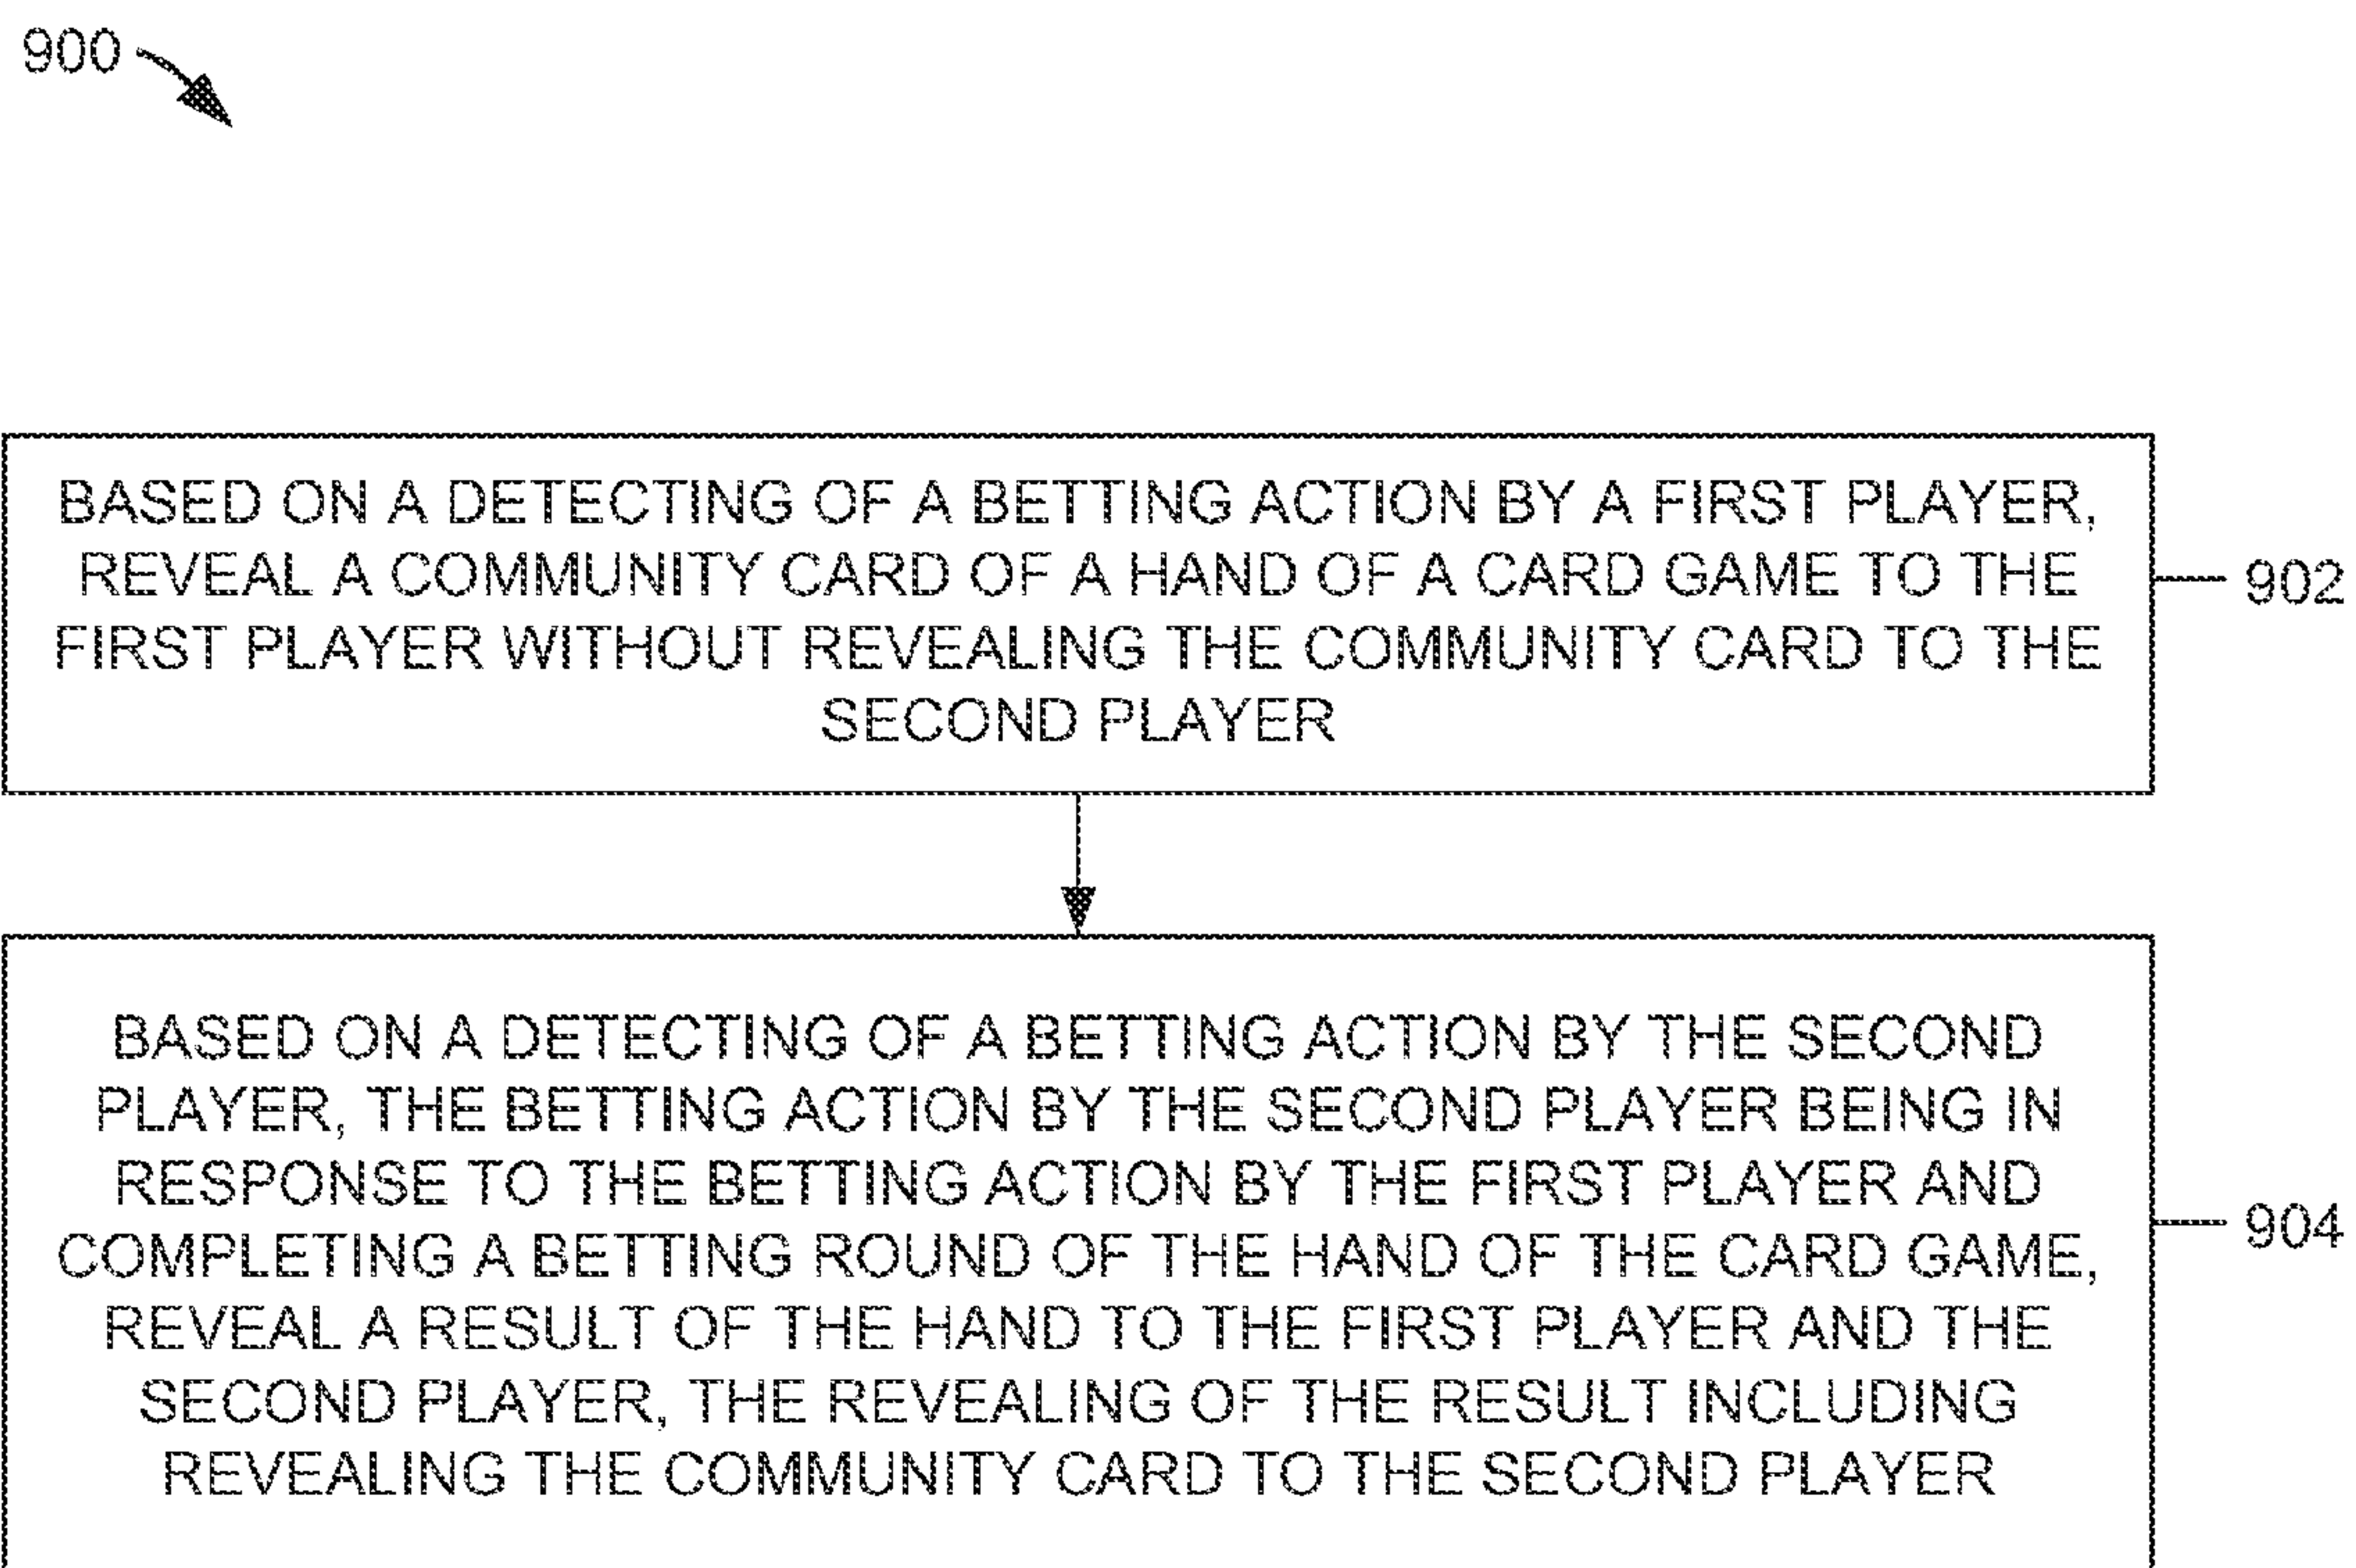 900
BASED ON A DETECTING OF A BETTING ACTION BY A FIRST PLAYER,
REVEAL A COMMUNITY CARD OF A HAND OF A CARD GAME TO THE
FIRST PLAYER WITHOUT REVEALING THE COMMUNITY CARD TO THE
SECOND PLAYER
902
BASED ON A DETECTING OF A BETTING ACTION BY THE SECOND
PLAYER, THE BETTING ACTION BY THE SECOND PLAYER BEING IN
RESPONSE TO THE BETTING ACTION BY THE FIRST PLAYER AND
COMPLETING A BETTING ROUND OF THE HAND OF THE CARD GAME,
REVEAL A RESULT OF THE HAND TO THE FIRST PLAYER AND THE
SECOND PLAYER, THE REVEALING OF THE RESULT INCLUDING
REVEALING THE COMMUNITY CARD TO THE SECOND PLAYER
904